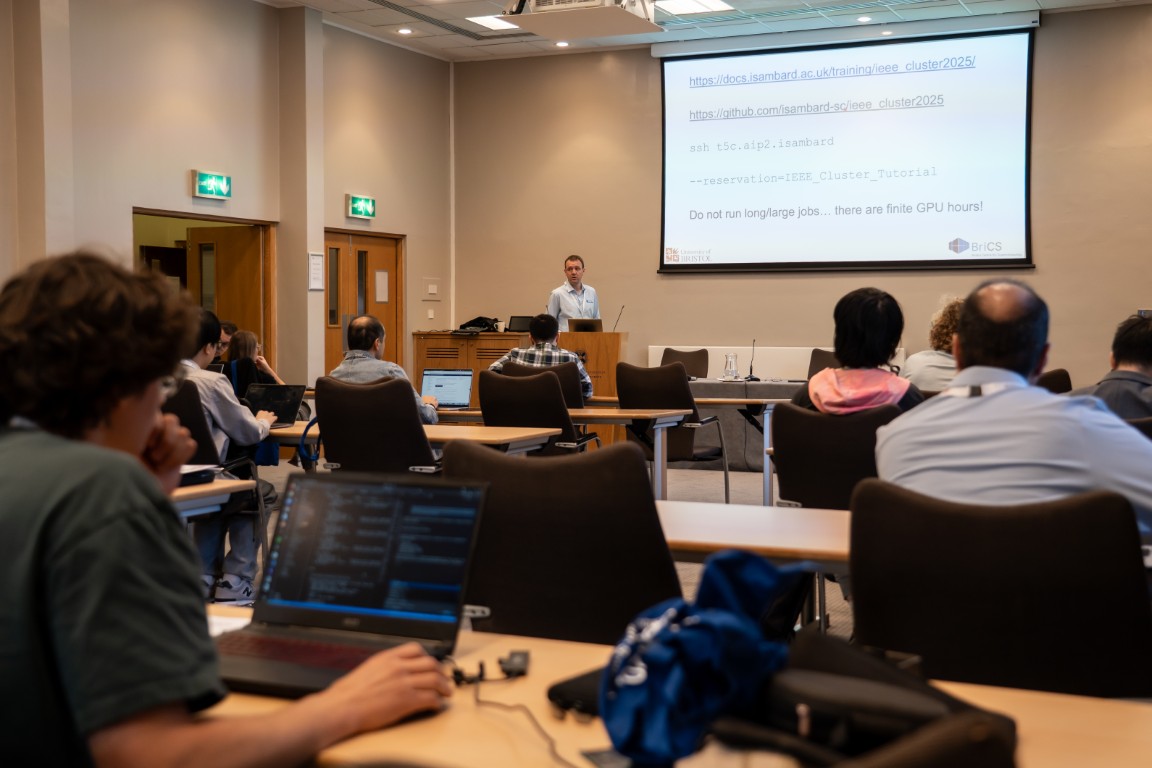 https://docs.isambard.ac.uk/training/ieee_cluster2025/
https://github.com/isambard-sc/ieee_cluster2025
ssh t5c.aip2.isambard
--reservation=IEEE_Cluster_Tutorial
Do not run long/large jobs... there are finite GPU hours!
University of
BRISTOL
BriCS